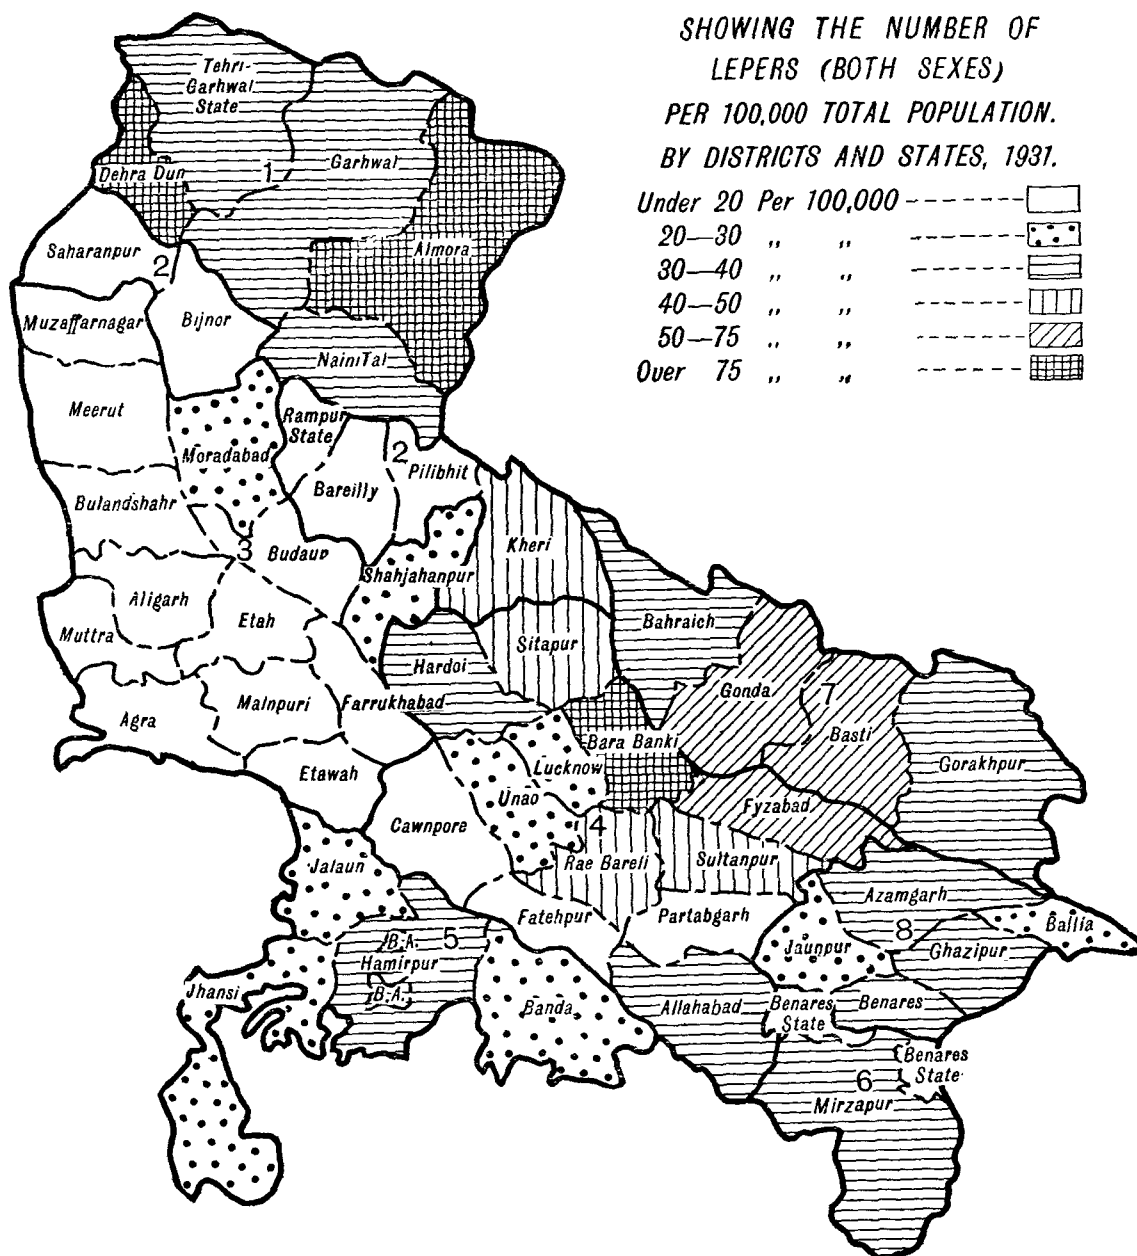 SHOWING THE NUMBER OF
LEPERS (BOTH SEXES)
PER 100,000 TOTAL POPULATION.
BY DISTRICTS AND STATES, 1931.
Under 20 Per 100,000
20—30 ,, ,,
30—40 ,, ,,
40—50 ,, ,,
50—75 ,, ,,
Over 75 ,, ,,
Tehri-
Garhwal
State
Dehra Dun
1
Garhwal
Almora
Saharanpur
2
Muzaffarnagar
Bijnor
Naini Tal
Meerut
Rampur
State
Moradabad
2
Pilibhit
Bareilly
Bulandshahr
3
Budaun
Kheri
Shahjahanpur
Aligarh
Etah
Muttra
Bahraich
Sitapur
Hardoi
Gonda
7
Agra
Mainpuri
Farrukhabad
Basti
Bara Banki
Gorakhpur
Etawah
Lucknow
Unao
Fyzabad
Cawnpore
4
Rae Bareli
Sultanpur
Jalaun
Azamgarh
Fatehpur
Partabgarh
Ballia
B.A.
5
8
Jaunpur
Ghazipur
Hamirpur
Jhansi
B.A.
Banda
Allahabad
Benares
State
Benares
Benares
State
6
Mirzapur